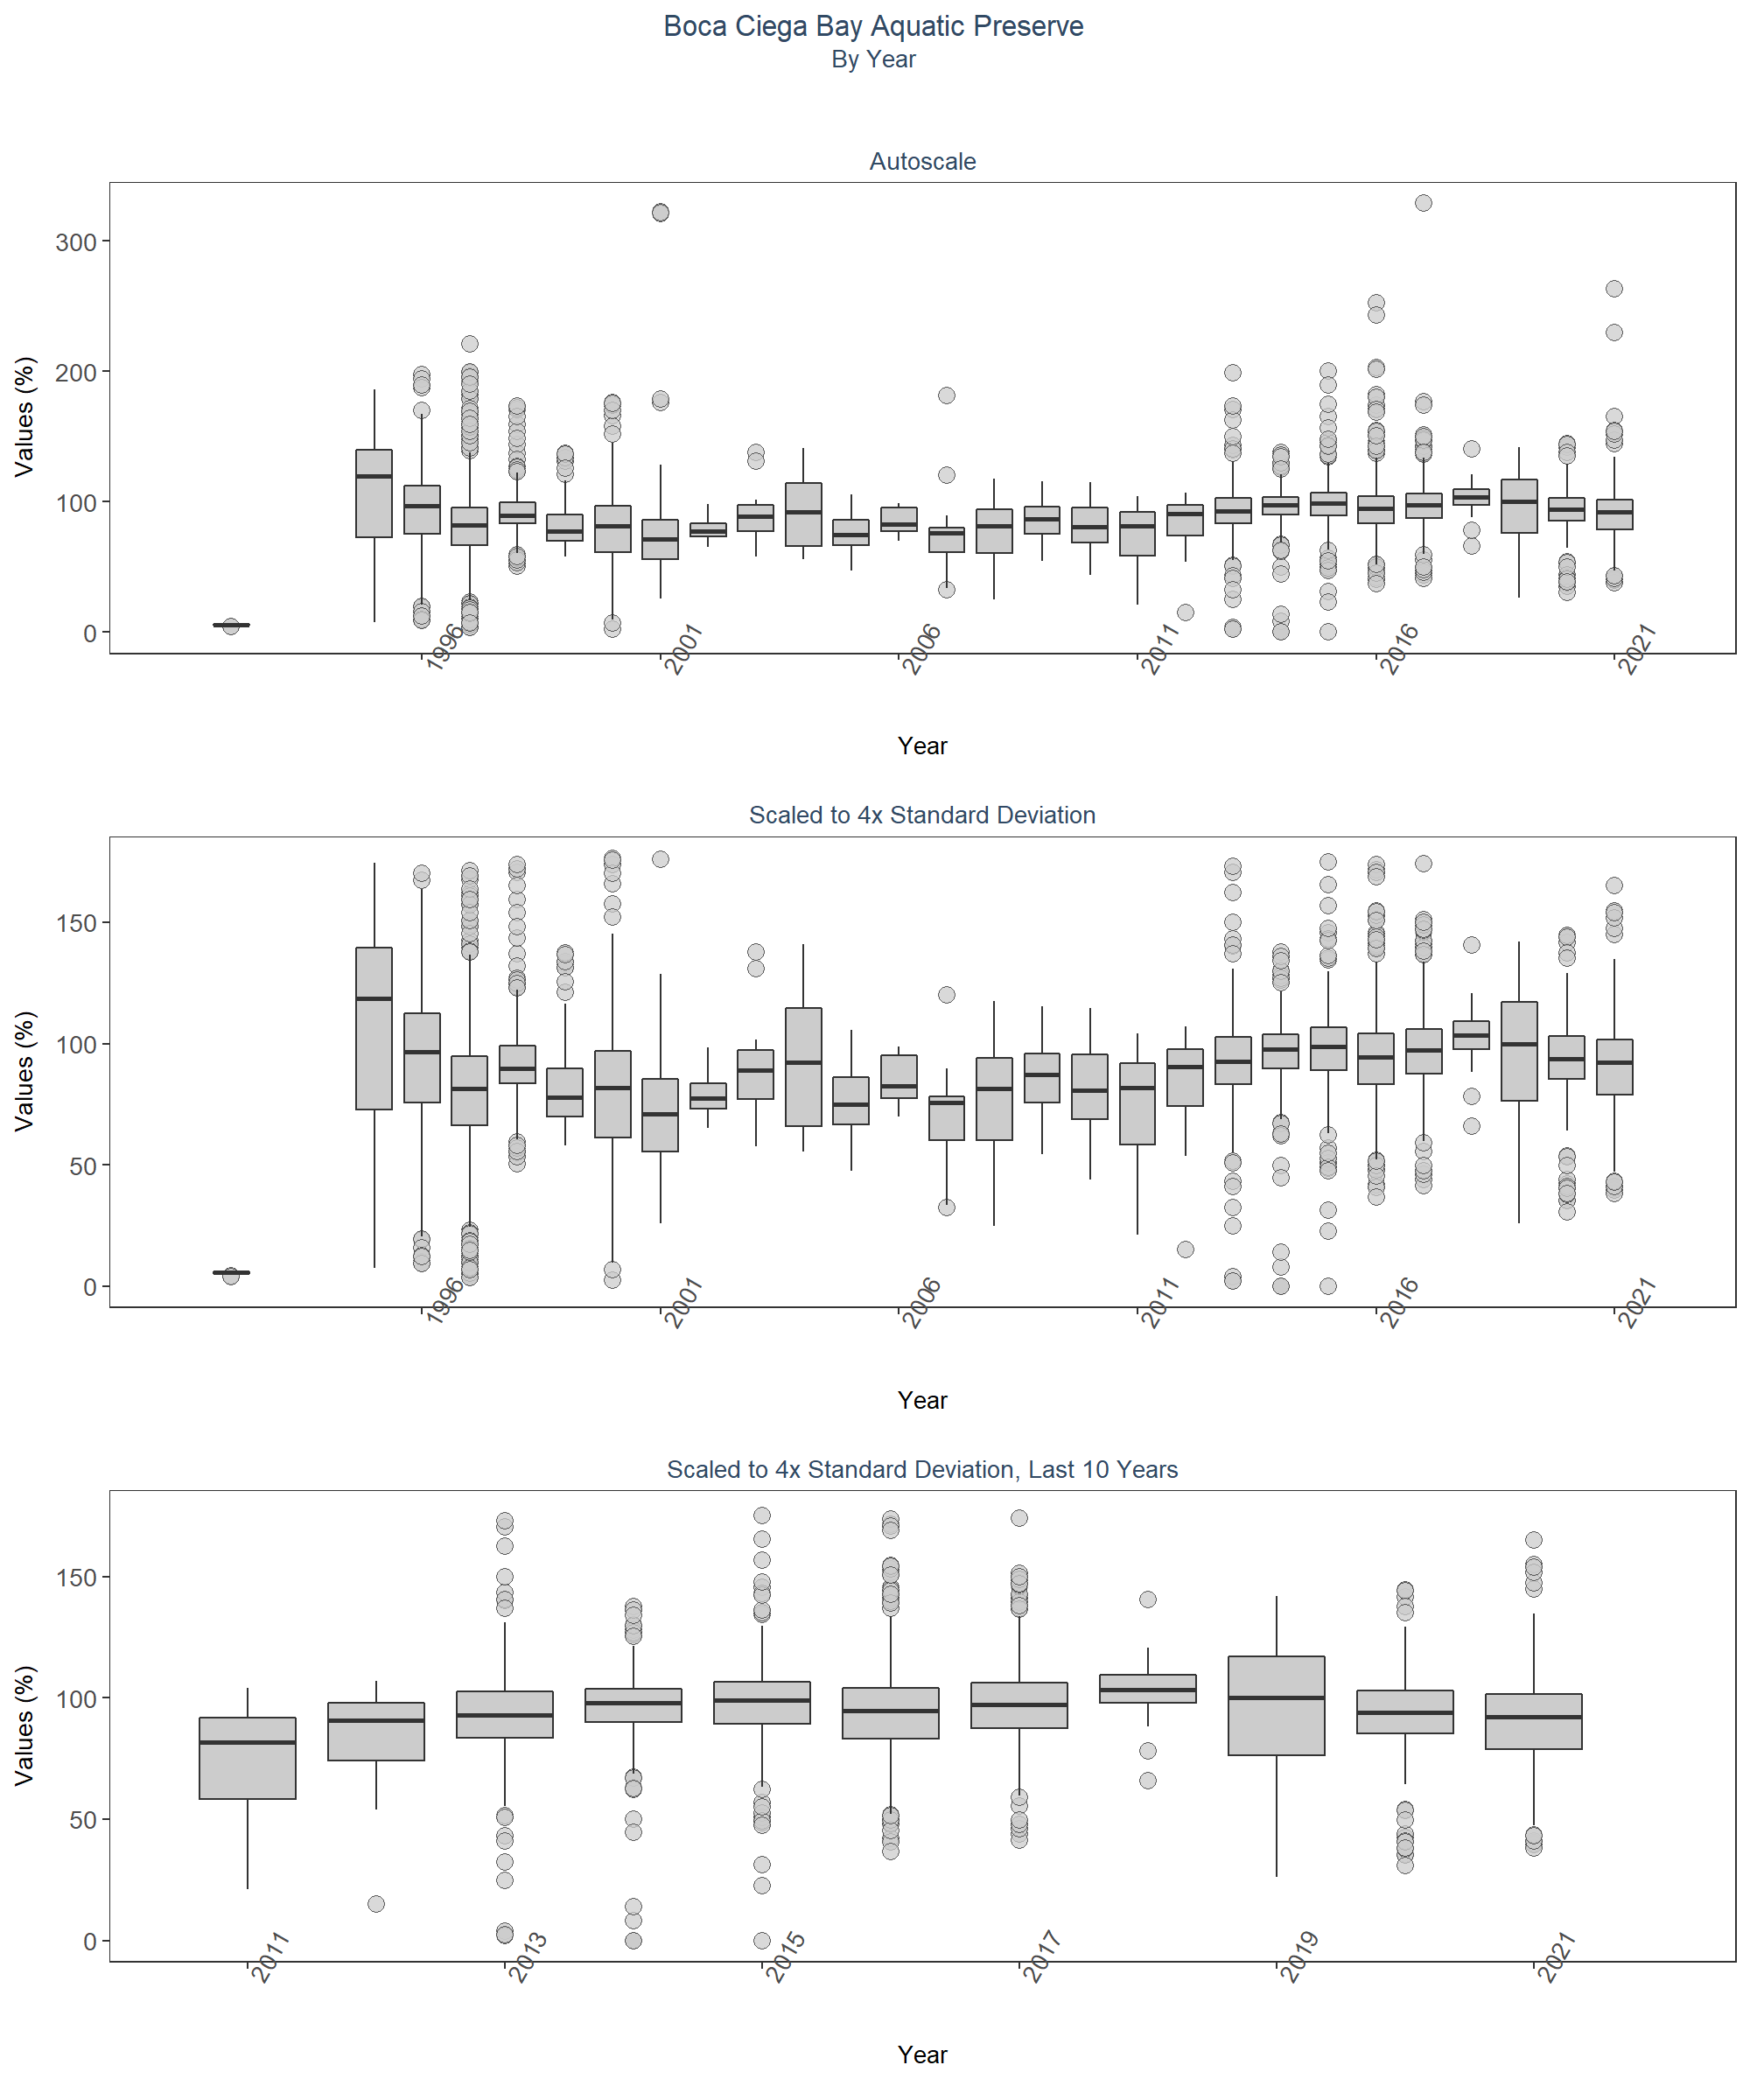 Boca Ciega Bay Aquatic Preserve
By Year
Autoscale
Values (%)
300
200
100
0
1996
2001
2006
2011
2016
2021
Year
Scaled to 4x Standard Deviation
Values (%)
150
100
50
0
1996
2001
2006
2011
2016
2021
Year
Scaled to 4x Standard Deviation, Last 10 Years
Values (%)
150
100
50
0
2011
2013
2015
2017
2019
2021
Year